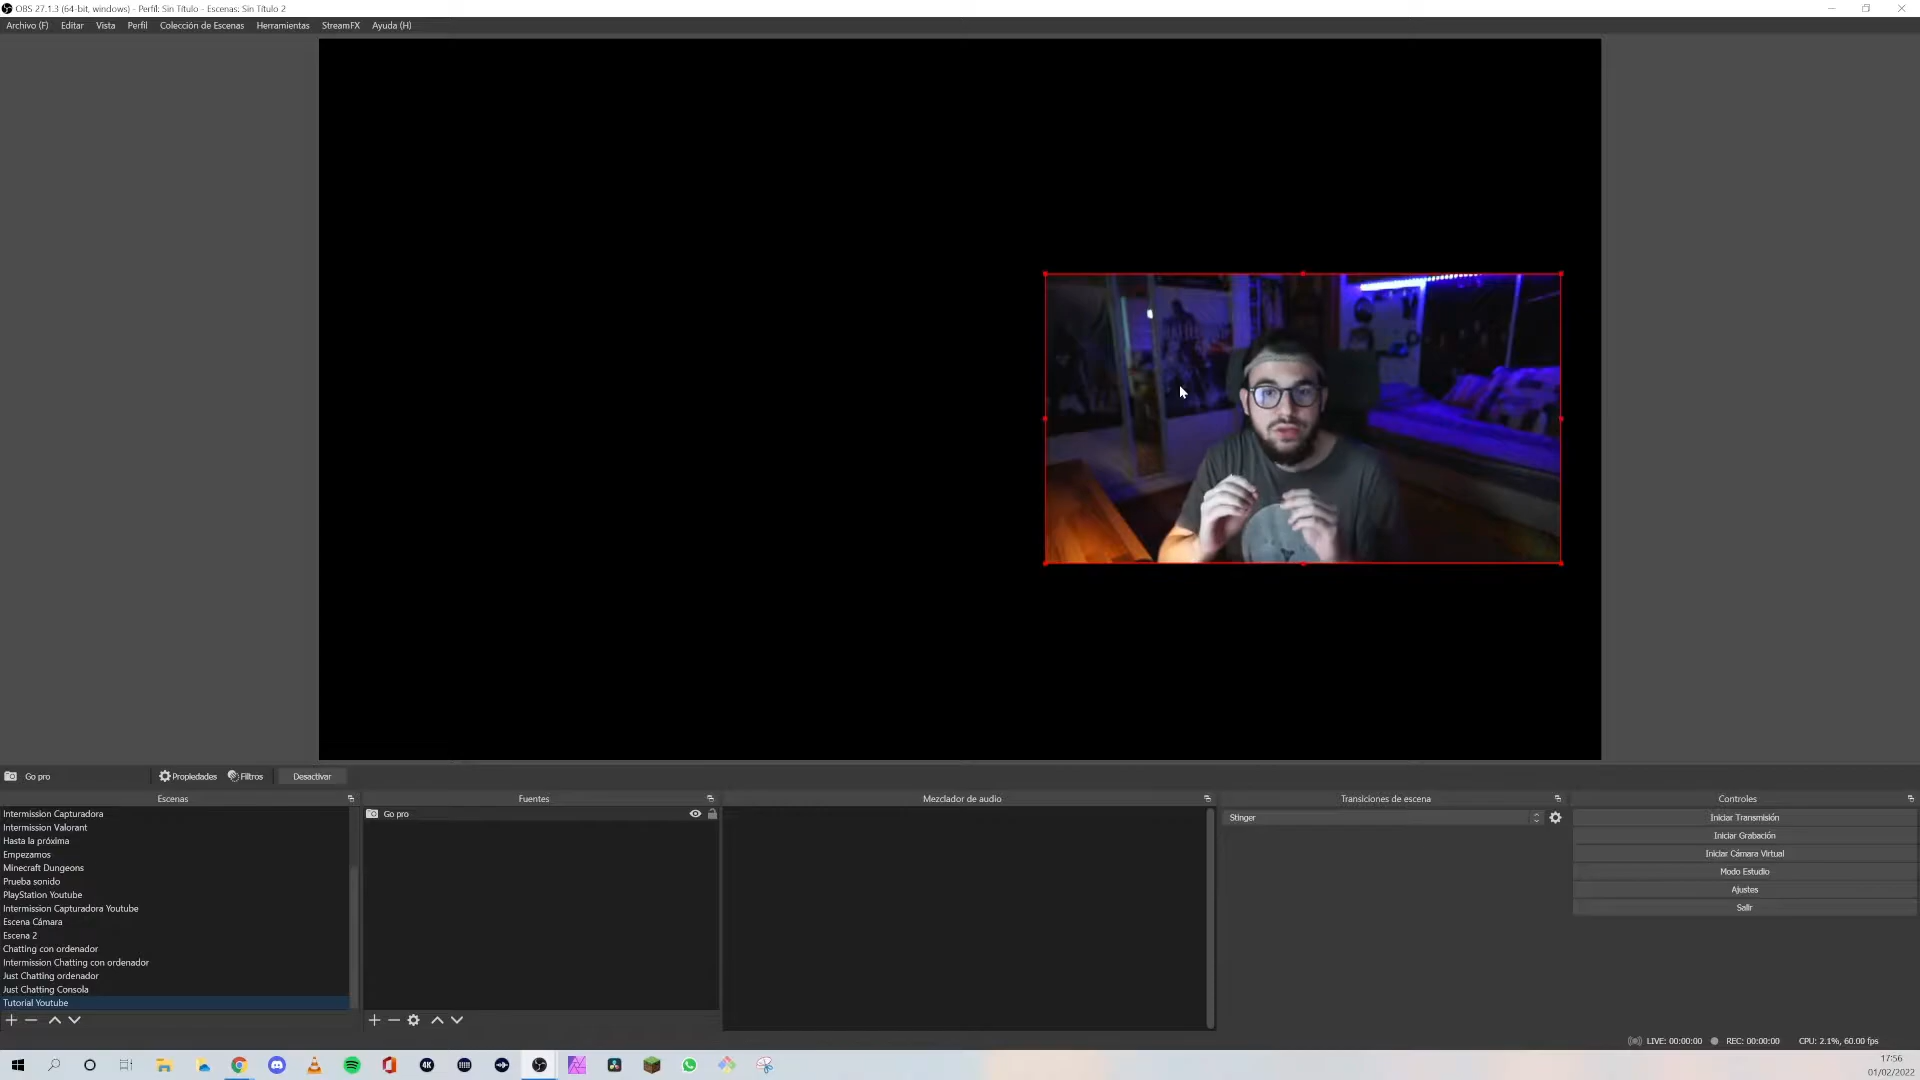 OBS 27.1.3 (64-bit, windows) - Perfil: Sin Título - Escenas: Sin Título 2
Archivo (F) Editar Vista Perfil Colección de Escenas Herramientas StreamFX Ayuda (H)
Go pro Propiedades Filtros Desactivar
Escenas
Intermission Capturadora
Intermission Valorant
Hasta la próxima
Empezamos
Minecraft Dungeons
Prueba sonido
PlayStation Youtube
Intermission Capturadora Youtube
Escena Cámara
Escena 2
Chatting con ordenador
Intermission Chatting con ordenador
Just Chatting ordenador
Just Chatting Consola
Tutorial Youtube
Fuentes
Go pro
Mezclador de audio
Transiciones de escena
Stinger
Controles
Iniciar Transmisión
Iniciar Grabación
Iniciar Cámara Virtual
Modo Estudio
Ajustes
Salir
LIVE: 00:00:00 REC: 00:00:00 CPU: 2.1%, 60.00 fps
4K
17:56
01/02/2022